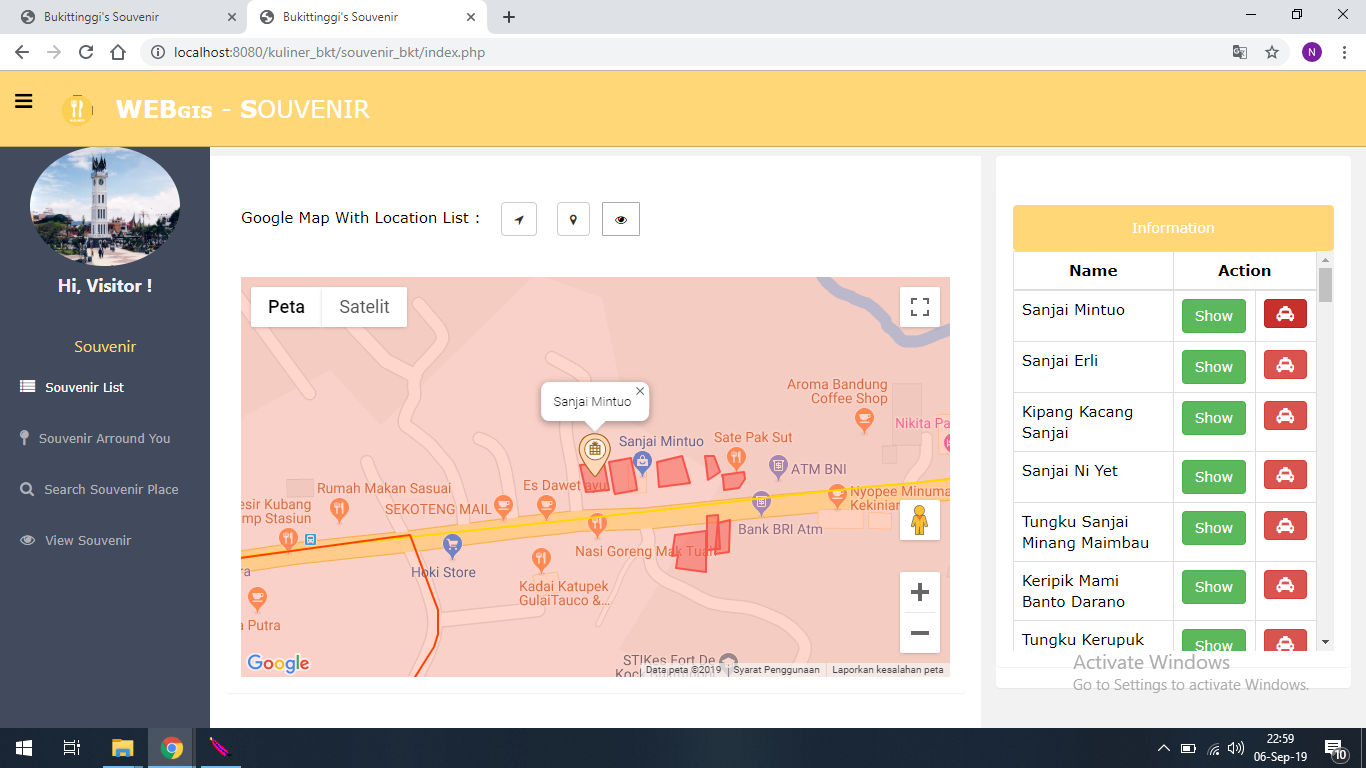 Bukittinggi's Souvenir
Bukittinggi's Souvenir
localhost:8080/kuliner_bkt/souvenir_bkt/index.php
N
WEBGIS - SOUVENIR
Hi, Visitor !
Souvenir
Souvenir List
Souvenir Arround You
Search Souvenir Place
View Souvenir
Google Map With Location List :
Peta
Satelit
Sanjai Mintuo
Aroma Bandung
Coffee Shop
Nikita Pa
Sanjai Mintuo
Sate Pak Sut
ATM BNI
Rumah Makan Sasuai
Es Dawet ayu
SEKOTENG MAIL
Nyopee Minuma
Kekinian
esir Kubang
mp Stasiun
Bank BRI Atm
Nasi Goreng Mak Tuah
Hoki Store
ra
Kadai Katupek
GulaiTauco &...
a Putra
STIKes Fort De
Google
Data peta ©2019
Syarat Penggunaan
Laporkan kesalahan peta
Information
Name
Action
Sanjai Mintuo
Show
Sanjai Erli
Show
Kipang Kacang
Sanjai
Show
Sanjai Ni Yet
Show
Tungku Sanjai
Minang Maimbau
Show
Keripik Mami
Banto Darano
Show
Tungku Kerupuk
Show
Activate Windows
Go to Settings to activate Windows.
22:59
06-Sep-19
10